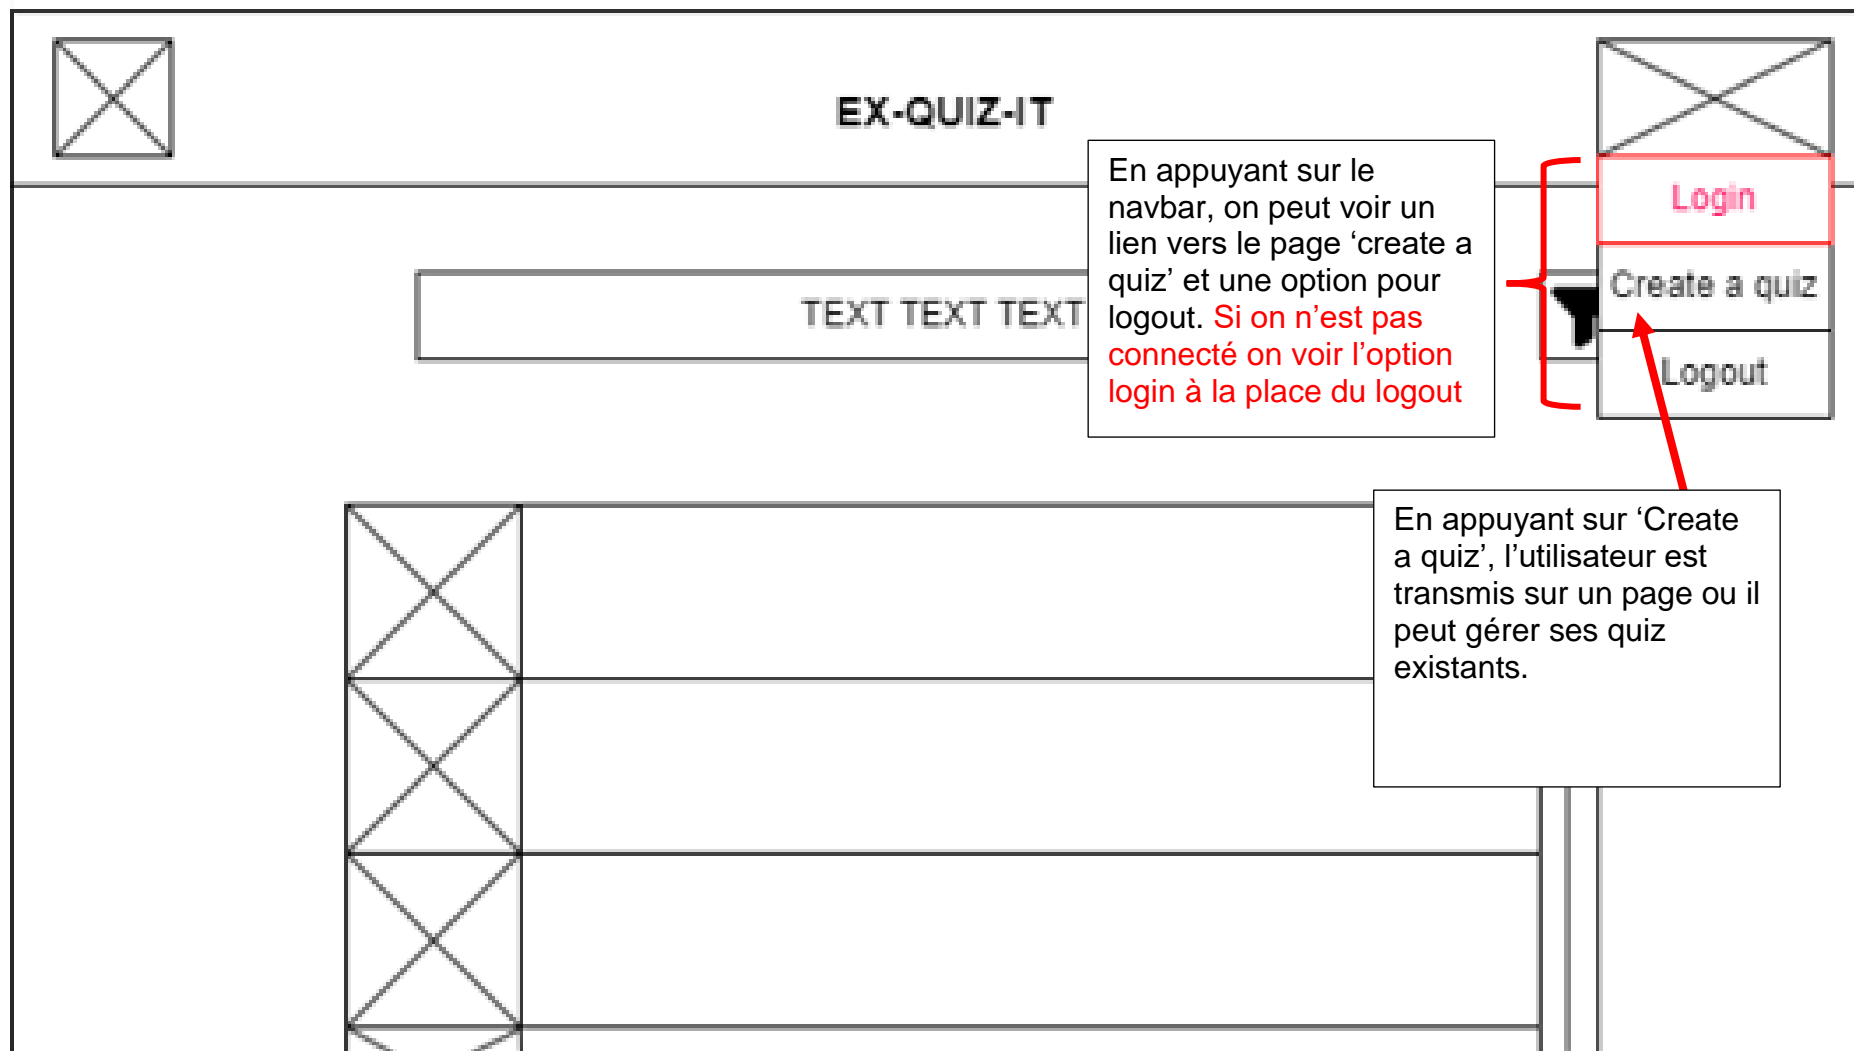 EX-QUIZ-IT
En appuyant sur le
navbar, on peut voir un
lien vers le page ‘create a
quiz’ et une option pour
logout. Si on n’est pas
connecté on voir l’option
login à la place du logout
Login
Create a quiz
Logout
TEXT TEXT TEXT
En appuyant sur ‘Create
a quiz’, l’utilisateur est
transmis sur un page ou il
peut gérer ses quiz
existants.